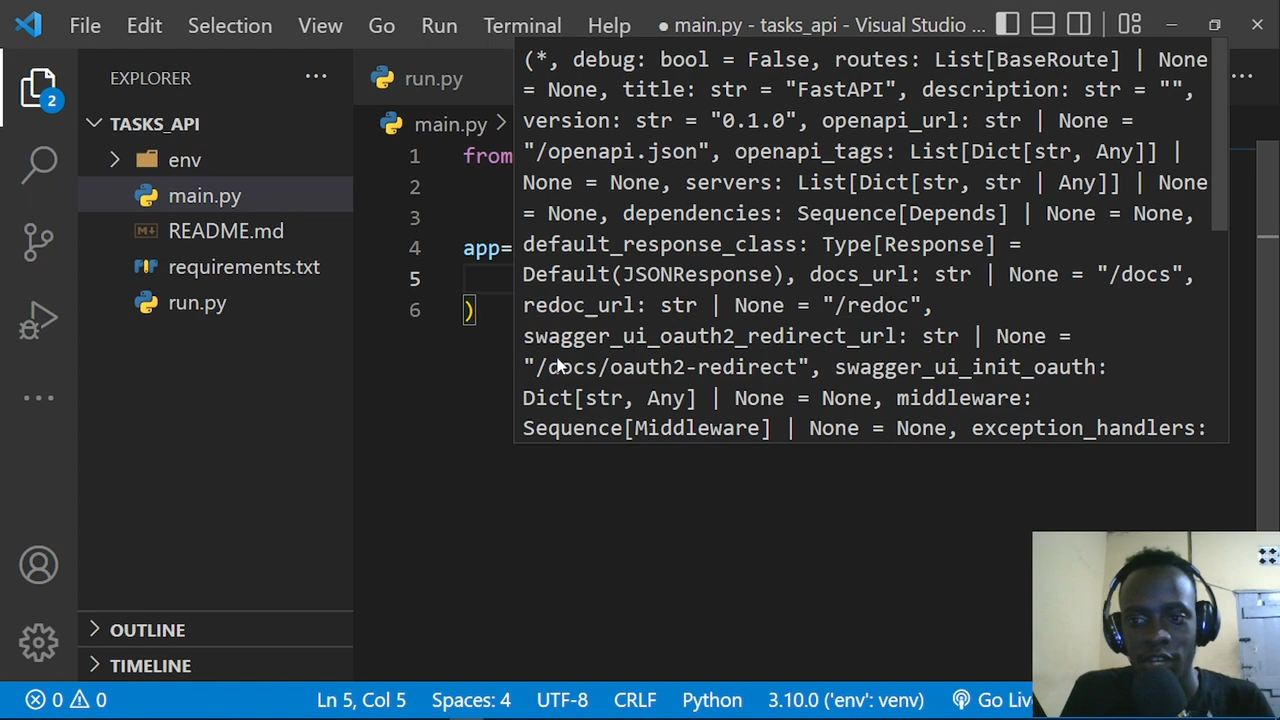 File Edit Selection View Go Run Terminal Help ● main.py - tasks_api - Visual Studio ...
EXPLORER
2
TASKS_API
env
main.py
README.md
requirements.txt
run.py
OUTLINE
TIMELINE
run.py
main.py
1 from
2
3
4 app=
5
6 )
(*, debug: bool = False, routes: List[BaseRoute] | None
= None, title: str = "FastAPI", description: str = "",
version: str = "0.1.0", openapi_url: str | None =
"/openapi.json", openapi_tags: List[Dict[str, Any]] |
None = None, servers: List[Dict[str, str | Any]] | None
= None, dependencies: Sequence[Depends] | None = None,
default_response_class: Type[Response] =
Default(JSONResponse), docs_url: str | None = "/docs",
redoc_url: str | None = "/redoc",
swagger_ui_oauth2_redirect_url: str | None =
"/docs/oauth2-redirect", swagger_ui_init_oauth:
Dict[str, Any] | None = None, middleware:
Sequence[Middleware] | None = None, exception_handlers:
0 0 Ln 5, Col 5 Spaces: 4 UTF-8 CRLF Python 3.10.0 ('env': venv) Go Live